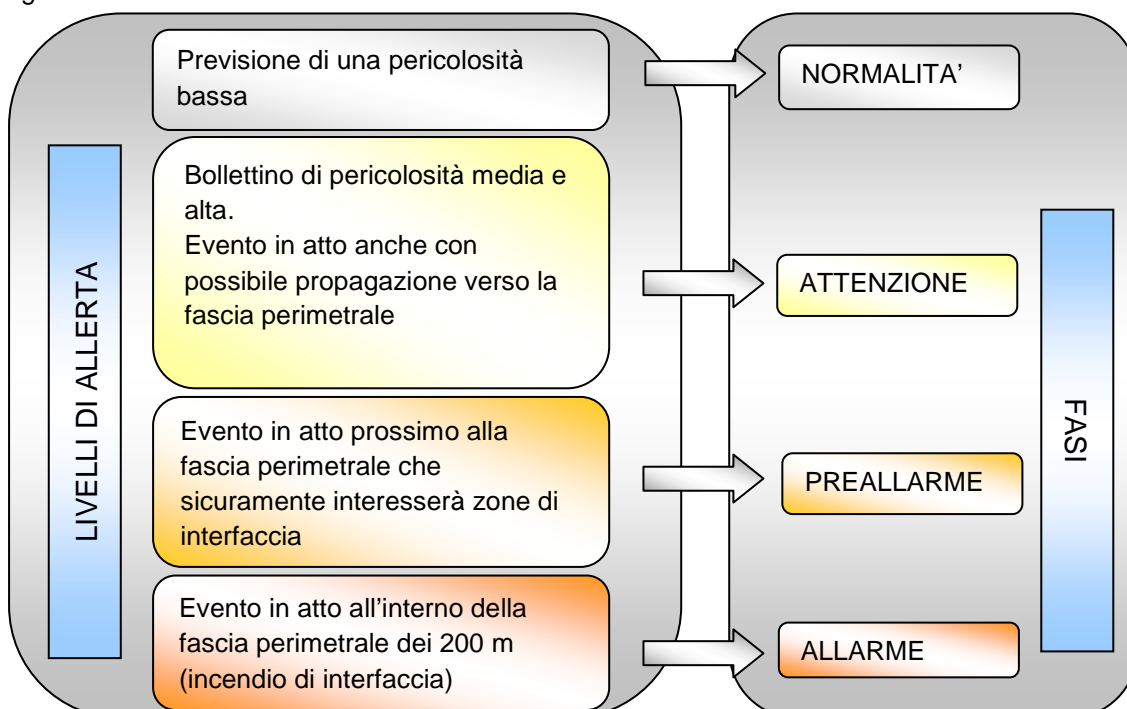 LIVELLI DI ALLERTA
Previsione di una pericolosità
bassa
NORMALITA’
Bollettino di pericolosità media e
alta.
Evento in atto anche con
possibile propagazione verso la
fascia perimetrale
ATTENZIONE
Evento in atto prossimo alla
fascia perimetrale che
sicuramente interesserà zone di
interfaccia
PREALLARME
Evento in atto all’interno della
fascia perimetrale dei 200 m
(incendio di interfaccia)
ALLARME
FASI